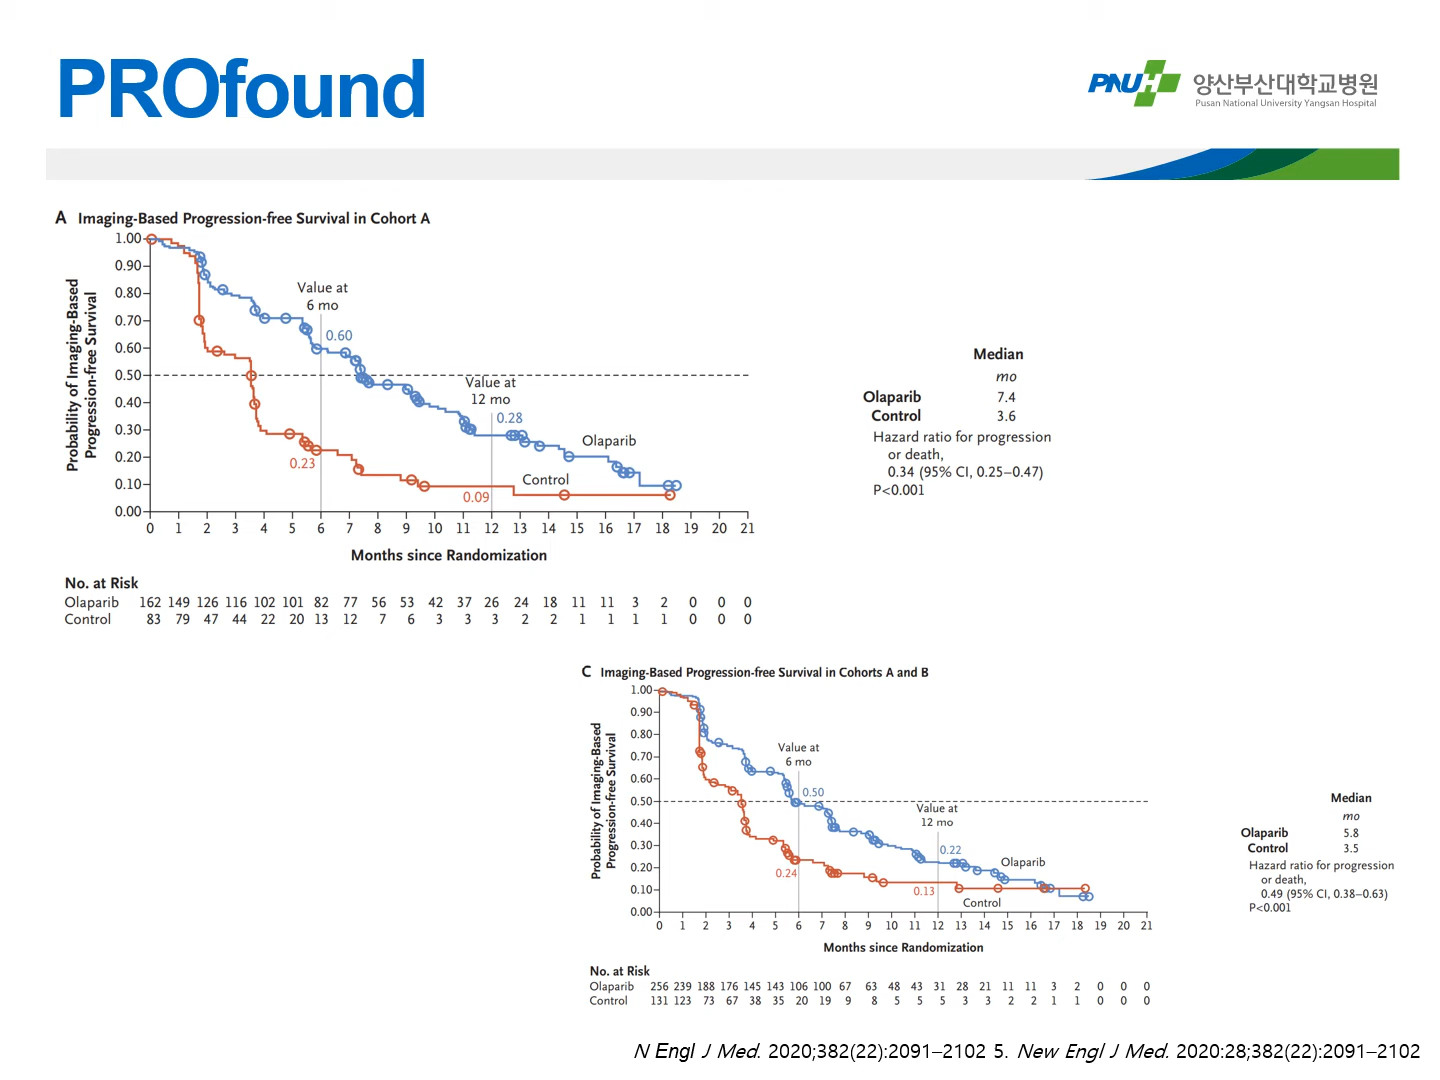 PROfound
PNUH 양산부산대학교병원
Pusan National University Yangsan Hospital
A Imaging-Based Progression-free Survival in Cohort A
Probability of Imaging-Based
Progression-free Survival
1.00
0.90
0.80
0.70
0.60
0.50
0.40
0.30
0.20
0.10
0.00
Value at
6 mo
0.60
0.23
Value at
12 mo
0.28
0.09
Olaparib
Control
0 1 2 3 4 5 6 7 8 9 10 11 12 13 14 15 16 17 18 19 20 21
Months since Randomization
No. at Risk
Olaparib 162 149 126 116 102 101 82 77 56 53 42 37 26 24 18 11 11 3 2 0 0 0
Control 83 79 47 44 22 20 13 12 7 6 3 3 3 2 2 1 1 1 1 0 0 0
Median
mo
Olaparib 7.4
Control 3.6
Hazard ratio for progression
or death,
0.34 (95% CI, 0.25–0.47)
P<0.001
C Imaging-Based Progression-free Survival in Cohorts A and B
Probability of Imaging-Based
Progression-free Survival
1.00
0.90
0.80
0.70
0.60
0.50
0.40
0.30
0.20
0.10
0.00
Value at
6 mo
0.50
0.24
Value at
12 mo
0.22
0.13
Olaparib
Control
0 1 2 3 4 5 6 7 8 9 10 11 12 13 14 15 16 17 18 19 20 21
Months since Randomization
No. at Risk
Olaparib 256 239 188 176 145 143 106 100 67 63 48 43 31 28 21 11 11 3 2 0 0 0
Control 131 123 73 67 38 35 20 19 9 8 5 5 5 3 3 2 2 1 1 0 0 0
Median
mo
Olaparib 5.8
Control 3.5
Hazard ratio for progression
or death,
0.49 (95% CI, 0.38–0.63)
P<0.001
N Engl J Med. 2020;382(22):2091–2102 5. New Engl J Med. 2020:28;382(22):2091–2102